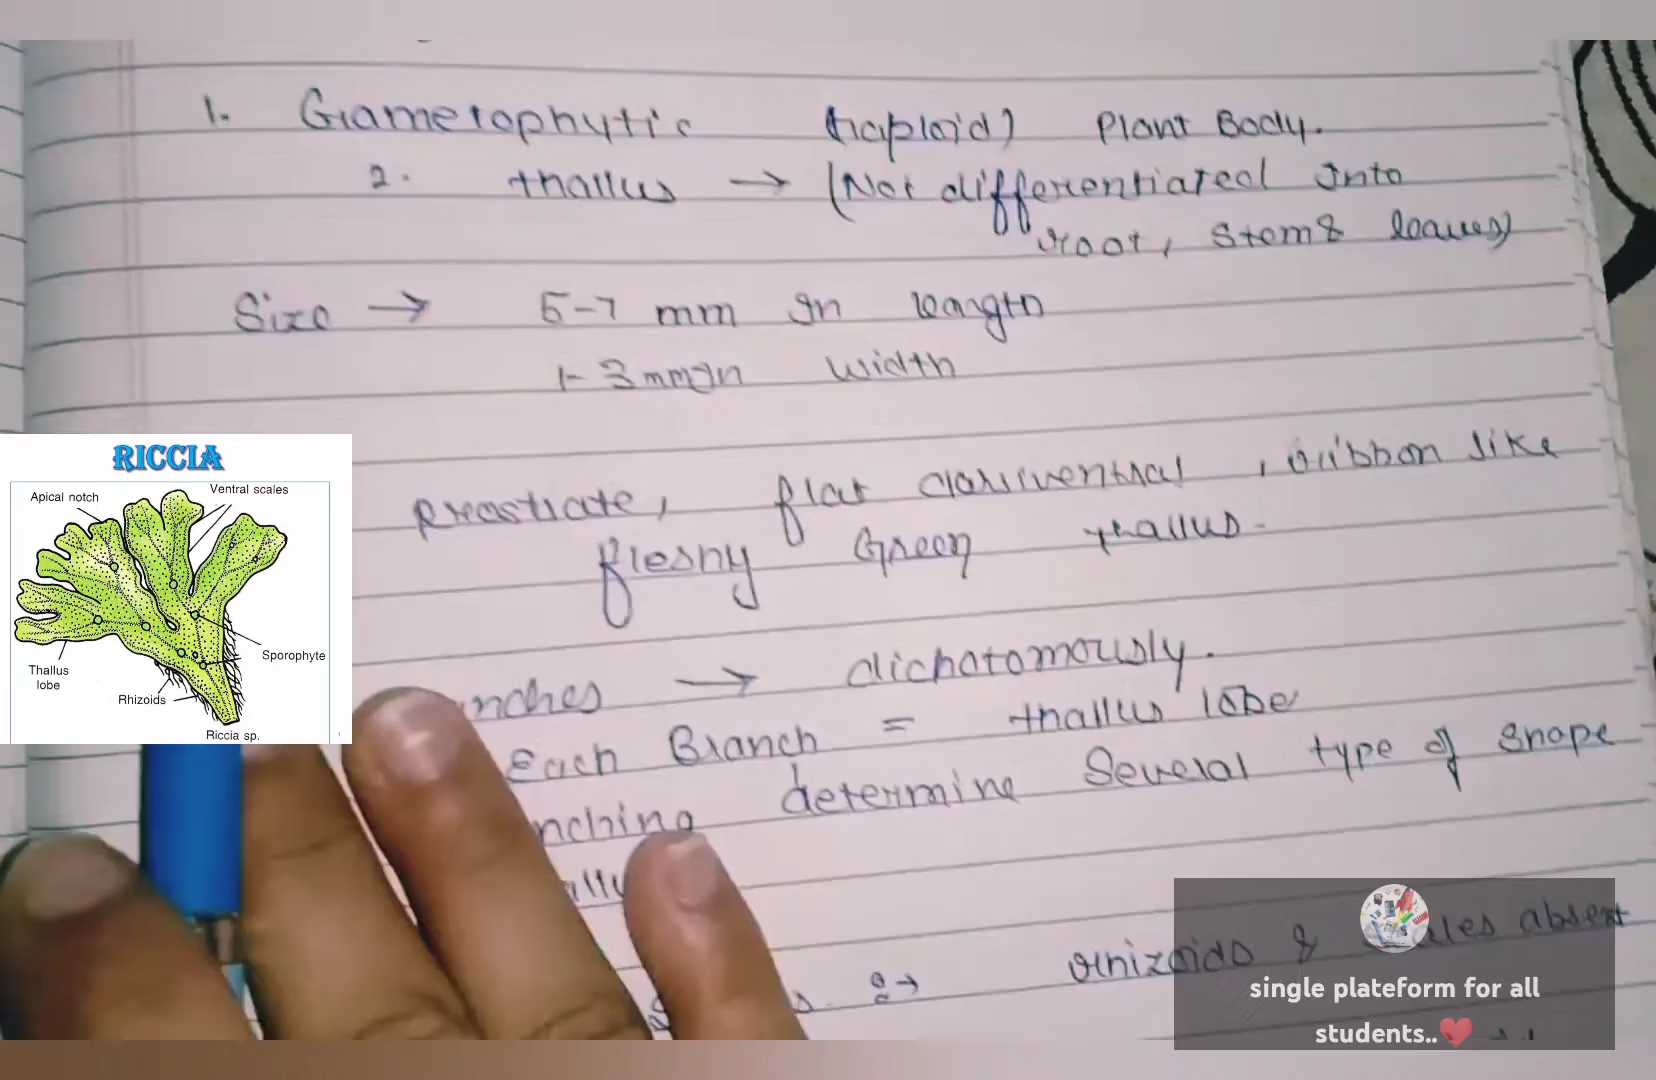 1. Gametophytic (haploid) Plant Body.
2. thallus → (Not differentiated into
root, stem & leaves)
Size → 5-7 mm in length
1-3 mm in width
prostrate, flat dorsiventral, ribbon like
fleshy Green thallus.
nches → dichotomously.
Each Branch = thallus lobe
nching determine Several type of shape
ally
rhizoids & ales absent
RICCIA
Apical notch
Ventral scales
Thallus
lobe
Rhizoids
Sporophyte
Riccia sp.
single plateform for all
students..❤️